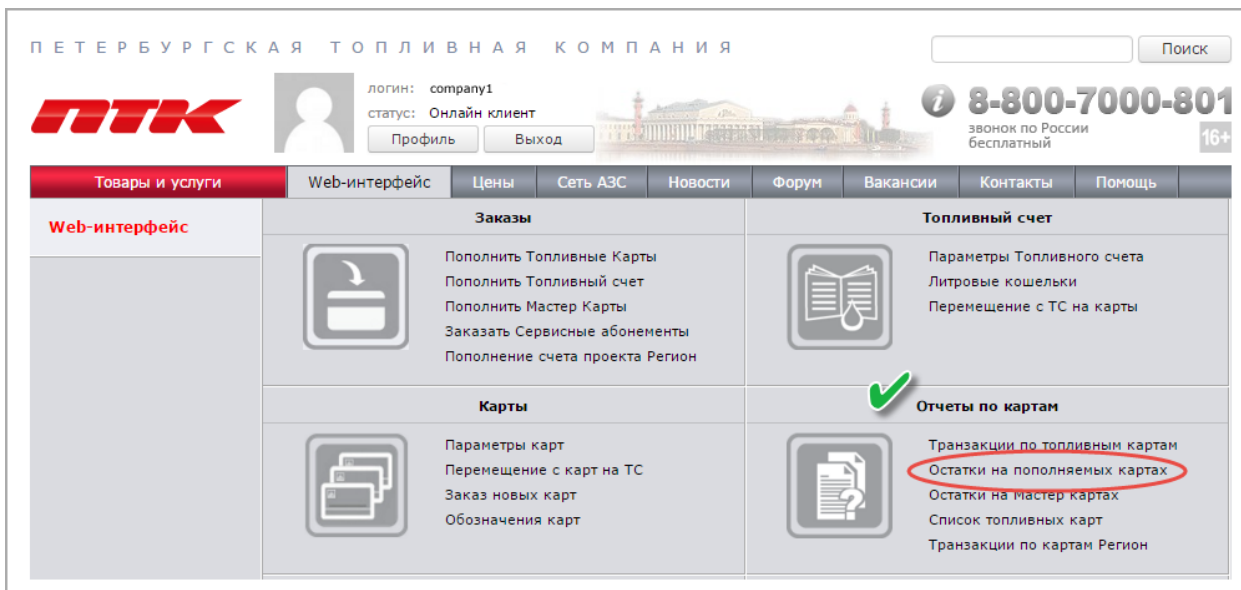 ПЕТЕРБУРГСКАЯ ТОПЛИВНАЯ КОМПАНИЯ
Поиск
ПТК
логин: company1
статус: Онлайн клиент
Профиль Выход
8-800-7000-801
звонок по России
бесплатный
16+
Товары и услуги Web-интерфейс Цены Сеть АЗС Новости Форум Вакансии Контакты Помощь
Web-интерфейс
Заказы
Пополнить Топливные Карты
Пополнить Топливный счет
Пополнить Мастер Карты
Заказать Сервисные абонементы
Пополнение счета проекта Регион
Топливный счет
Параметры Топливного счета
Литровые кошельки
Перемещение с ТС на карты
Карты
Параметры карт
Перемещение с карт на ТС
Заказ новых карт
Обозначения карт
Отчеты по картам
Транзакции по топливным картам
Остатки на пополняемых картах
Остатки на Мастер картах
Список топливных карт
Транзакции по картам Регион